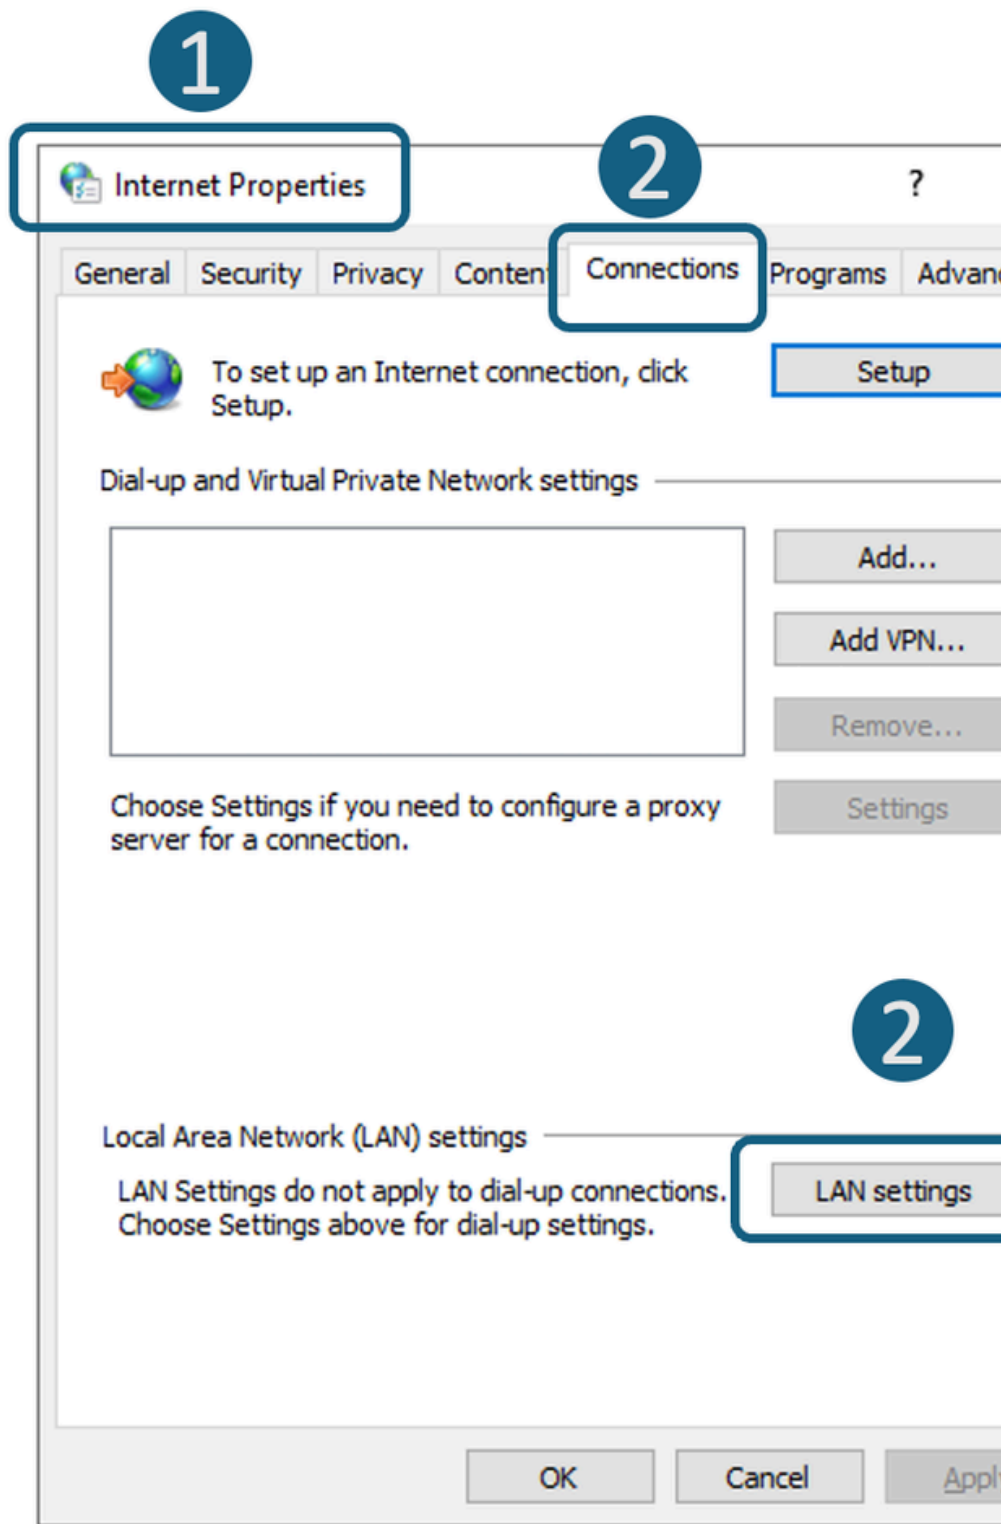 1
Internet Properties
2
?
General Security Privacy Conten Connections Programs Advan
To set up an Internet connection, click
Setup.
Setup
Dial-up and Virtual Private Network settings
Add...
Add VPN...
Remove...
Choose Settings if you need to configure a proxy
server for a connection.
Settings
2
Local Area Network (LAN) settings
LAN Settings do not apply to dial-up connections.
Choose Settings above for dial-up settings.
LAN settings
OK Cancel Apply